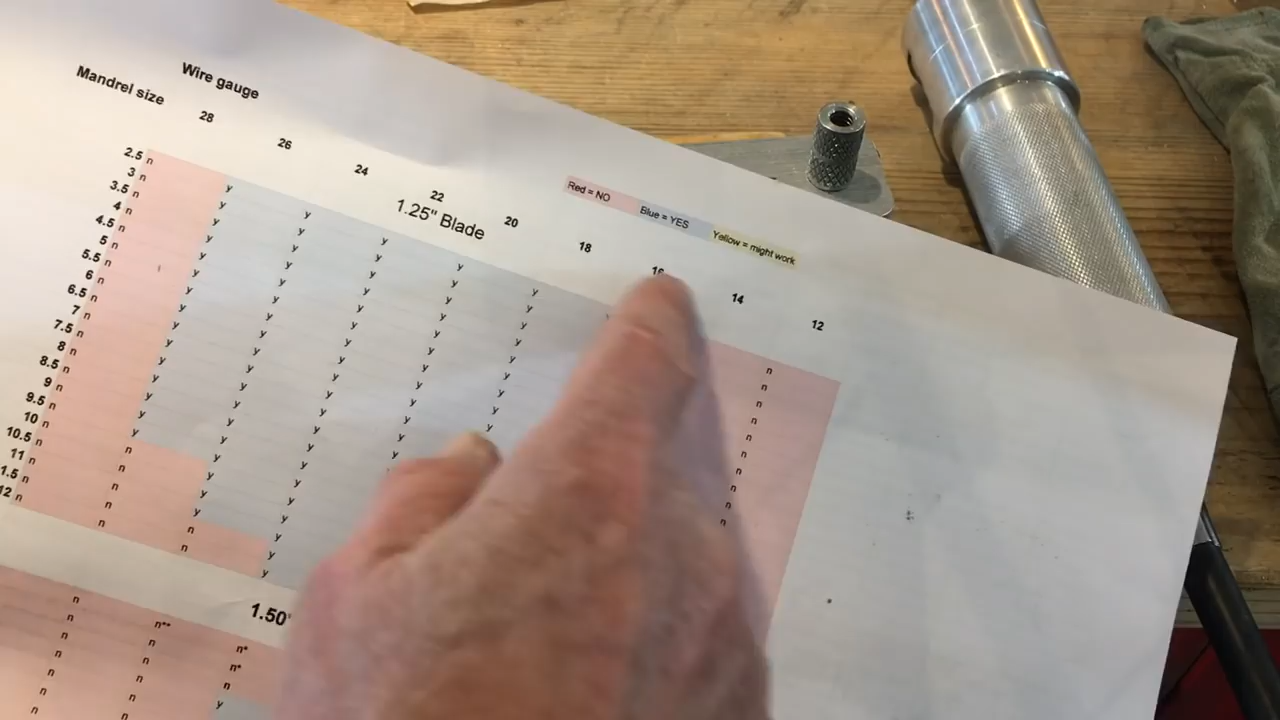 Mandrel size Wire gauge
28 26 24 22 20 18 14 12
1.25" Blade
Red = NO Blue = YES Yellow = might work
2.5 n y y y y y n
3 n y y y y y n
3.5 n y y y y y n
4 n y y y y y n
4.5 n y y y y y n
5 n y y y y y n
5.5 n y y y y y n
6 n y y y y y n
6.5 n y y y y y n
7 n y y y y n
7.5 n y y y y
8 n y y y y
8.5 n y y y
9 n y y y
9.5 n y y y
10 n y y y
10.5 n n y y
11 n n y y
n n n y
12 n n n y
1.50
n n** n*
n n n*
n n n
n n y
n n